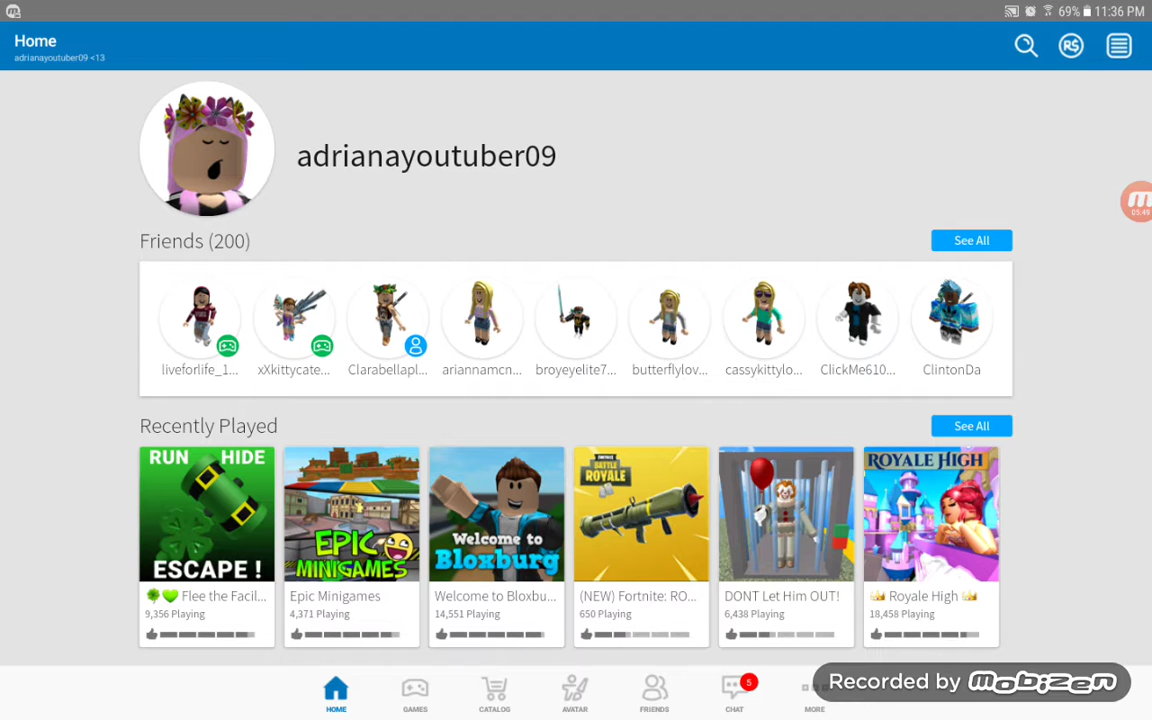 69% 11:36 PM
Home
adrianayoutuber09 <13
R$
adrianayoutuber09
05:49
Friends (200)
See All
liveforlife_1... xXkittycate... Clarabellapl... ariannamcn... broyeyelite7... butterflylov... cassykittylo... ClickMe610... ClintonDa
Recently Played
See All
RUN HIDE
ESCAPE !
EPIC
MINIGAMES
Welcome to
Bloxburg
FORTNITE
BATTLE
ROYALE
ROYALE HIGH
Flee the Facil... Epic Minigames Welcome to Bloxbu... (NEW) Fortnite: RO... DONT Let Him OUT! Royale High
9,356 Playing 4,371 Playing 14,551 Playing 650 Playing 6,438 Playing 18,458 Playing
5
Recorded by mobizen
HOME GAMES CATALOG AVATAR FRIENDS CHAT MORE